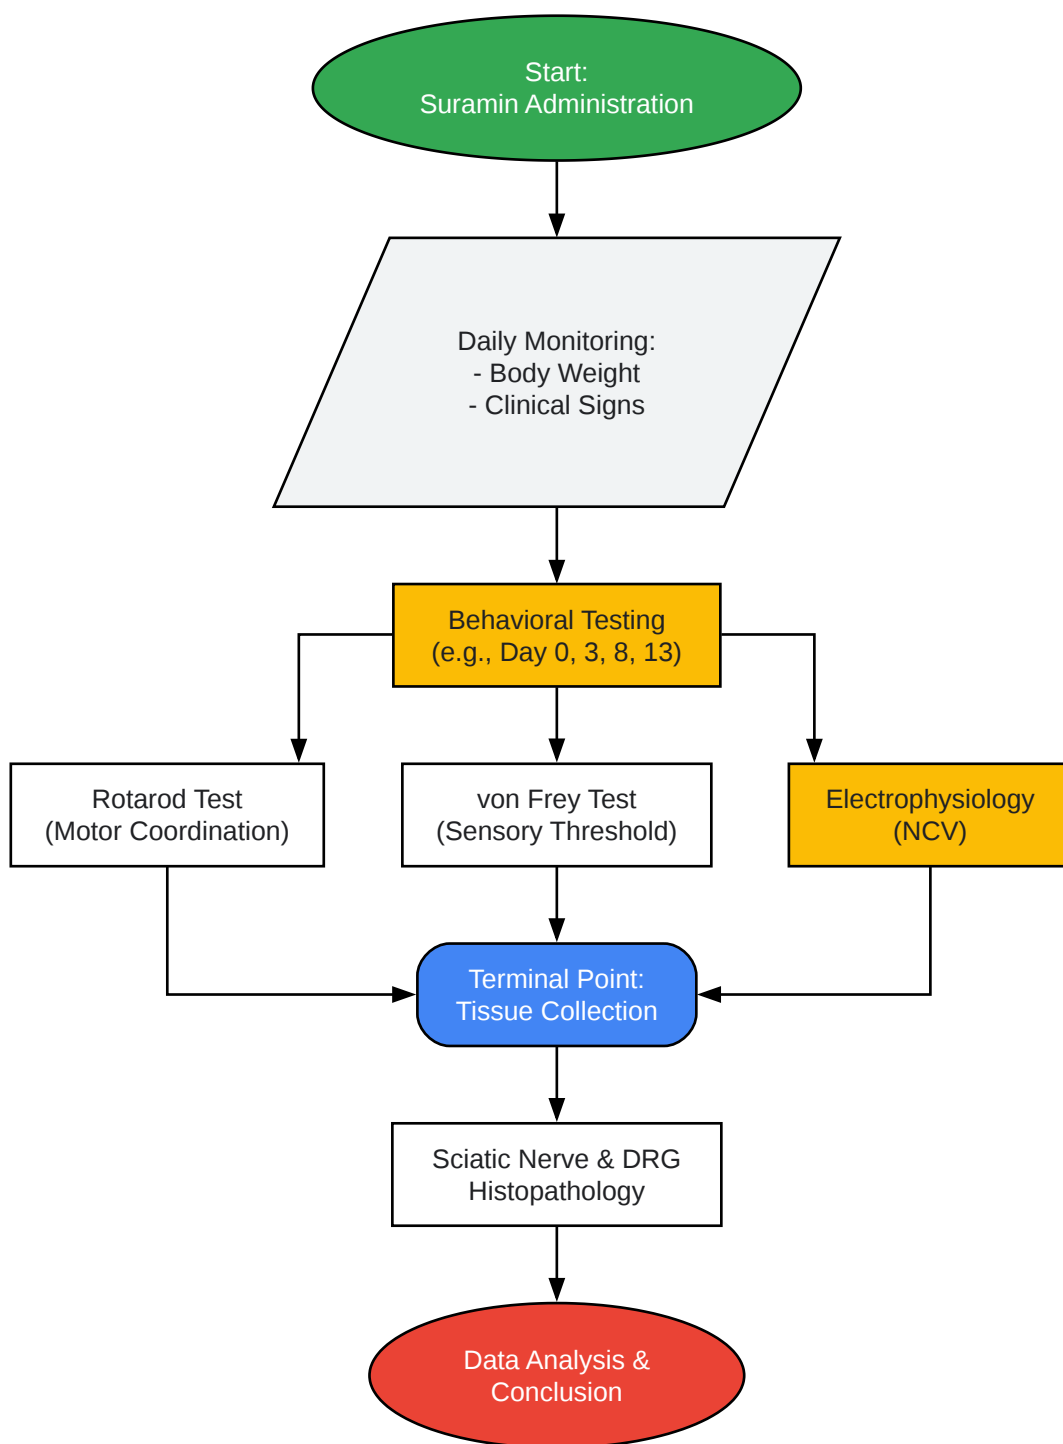 Start:
Suramin Administration
Daily Monitoring:
- Body Weight
- Clinical Signs
Behavioral Testing
(e.g., Day 0, 3, 8, 13)
Rotarod Test
(Motor Coordination)
von Frey Test
(Sensory Threshold)
Electrophysiology
(NCV)
Terminal Point:
Tissue Collection
Sciatic Nerve & DRG
Histopathology
Data Analysis &
Conclusion